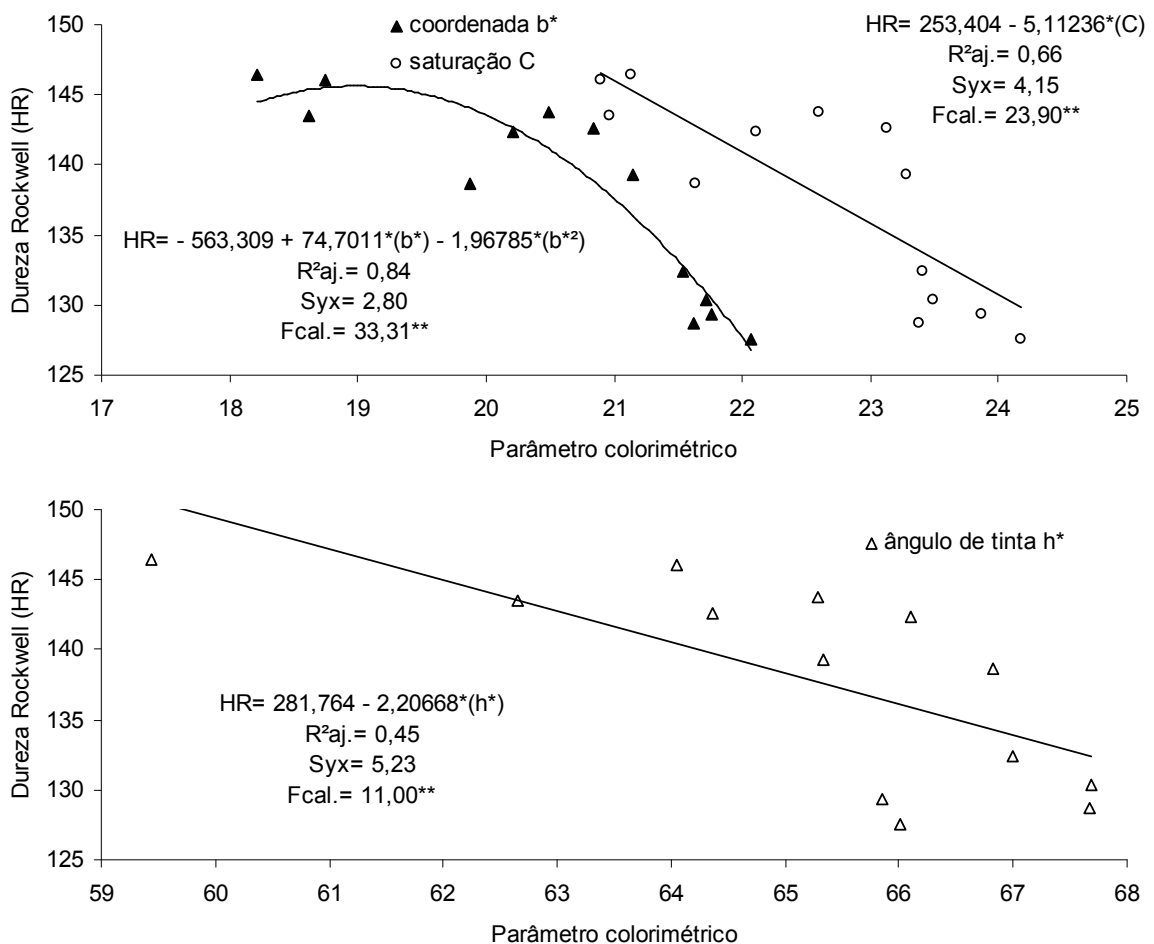 150
145
140
135
130
125
Dureza Rockwell (HR)
coordenada b*
saturação C
HR= 253,404 - 5,11236*(C)
R²aj.= 0,66
Syx= 4,15
Fcal.= 23,90**
HR= - 563,309 + 74,7011*(b*) - 1,96785*(b*²)
R²aj.= 0,84
Syx= 2,80
Fcal.= 33,31**
17 18 19 20 21 22 23 24 25
Parâmetro colorimétrico
150
145
140
135
130
125
Dureza Rockwell (HR)
ângulo de tinta h*
HR= 281,764 - 2,20668*(h*)
R²aj.= 0,45
Syx= 5,23
Fcal.= 11,00**
59 60 61 62 63 64 65 66 67 68
Parâmetro colorimétrico